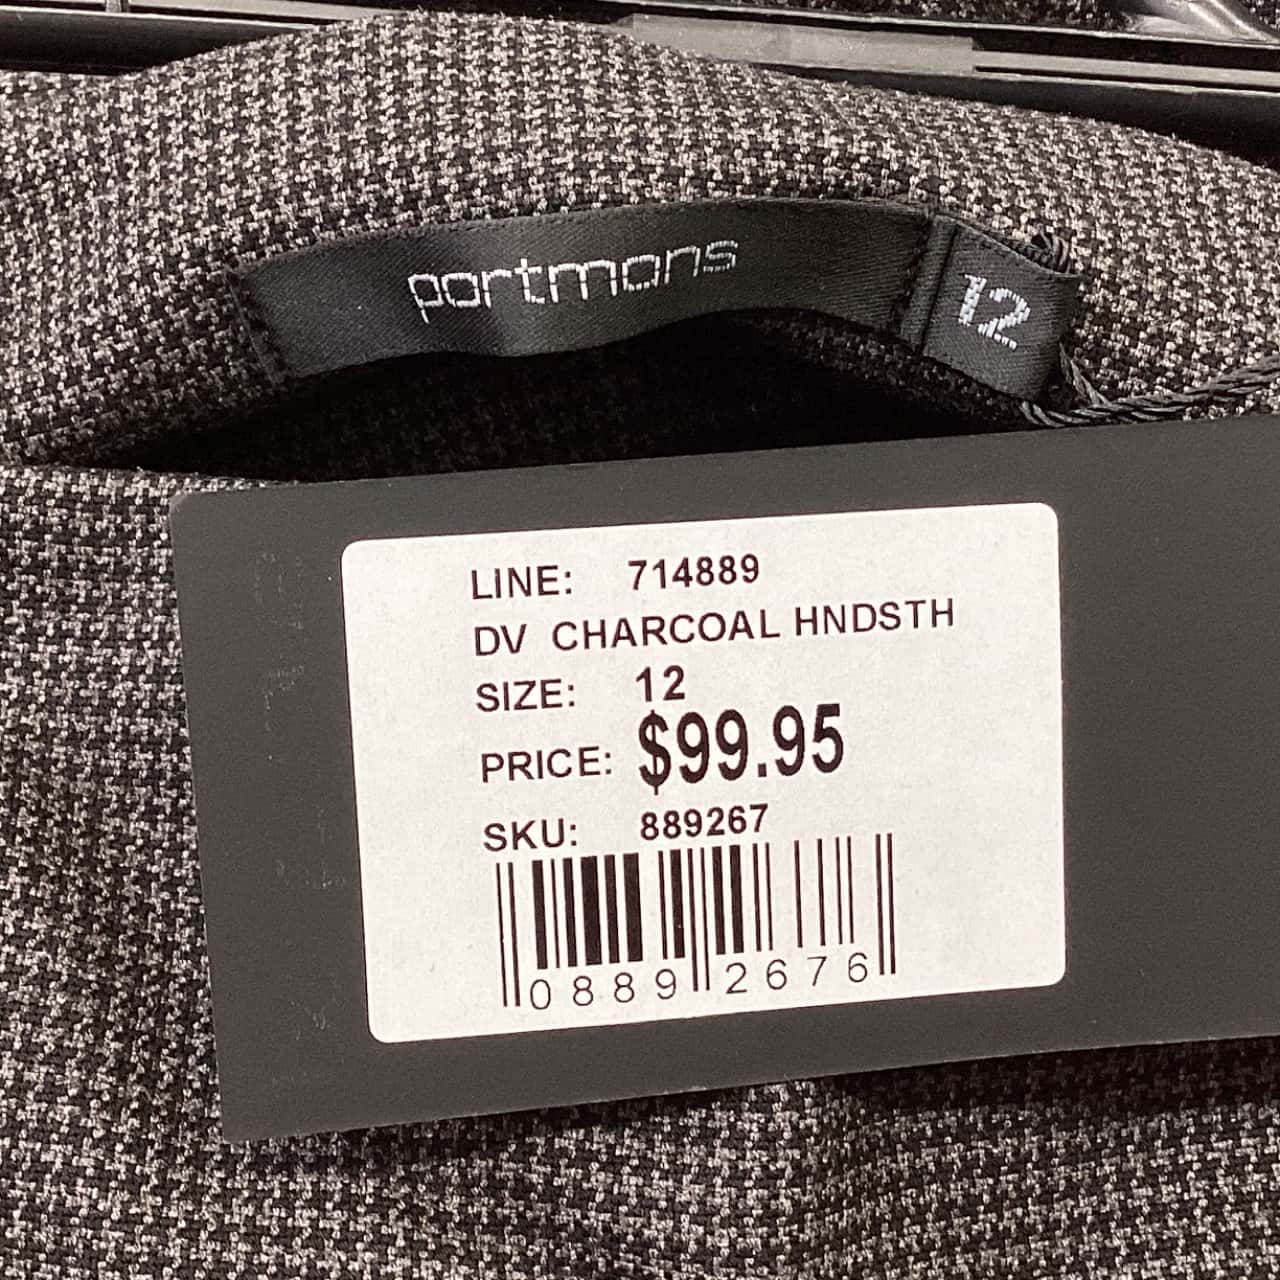 portmans
12
LINE: 714889
DV CHARCOAL HNDSTH
SIZE: 12
PRICE: $99.95
SKU: 889267
0889 2676